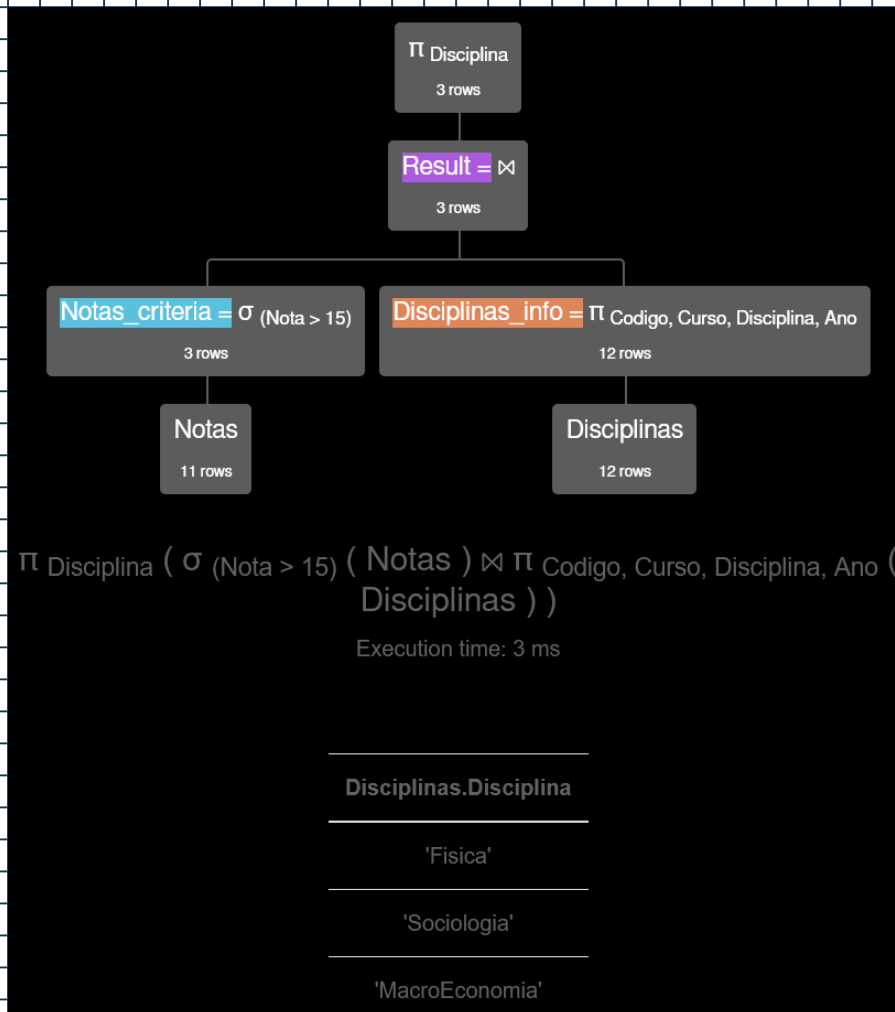 π Disciplina
3 rows
Result = ⋈
3 rows
Notas_criteria = σ (Nota > 15)
3 rows
Disciplinas_info = π Codigo, Curso, Disciplina, Ano
12 rows
Notas
11 rows
Disciplinas
12 rows
π Disciplina ( σ (Nota > 15) ( Notas ) ⋈ π Codigo, Curso, Disciplina, Ano (
Disciplinas ) )
Execution time: 3 ms
Disciplinas.Disciplina
'Fisica'
'Sociologia'
'MacroEconomia'